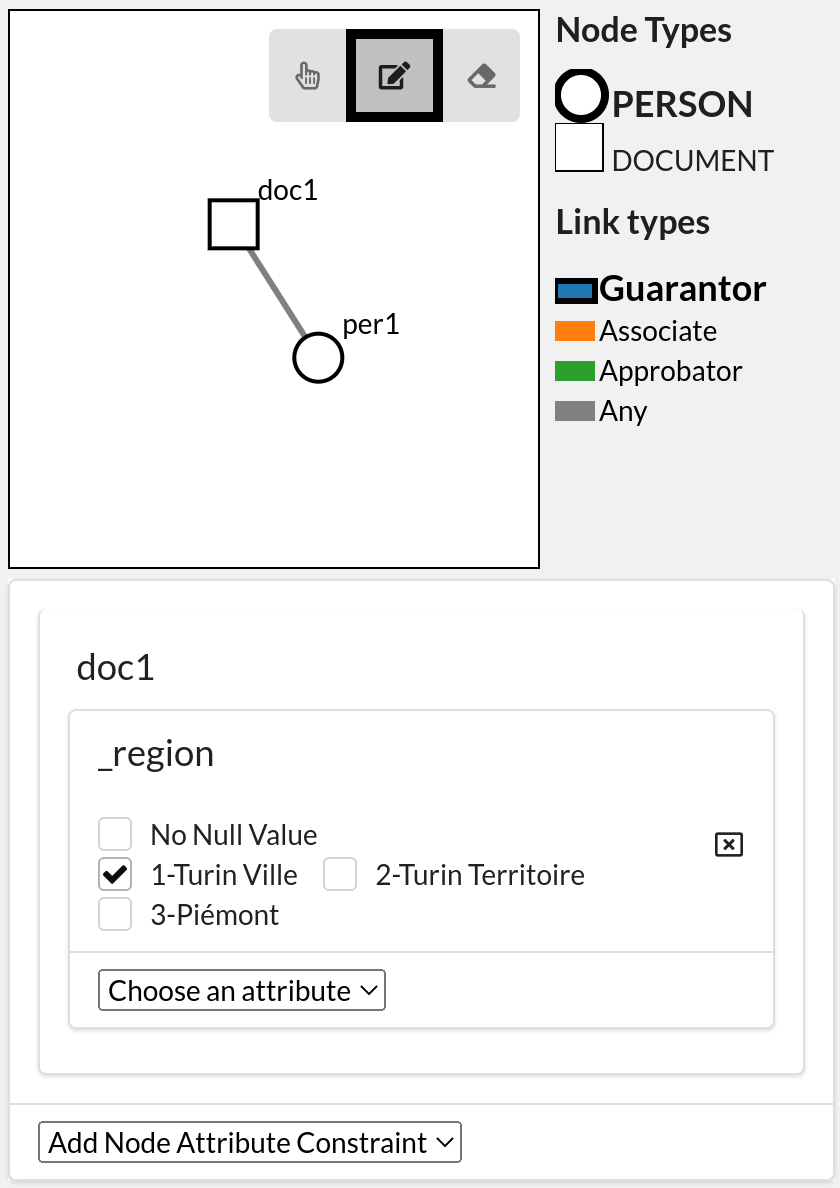 Node Types
PERSON
DOCUMENT
Link types
Guarantor
Associate
Approbator
Any
doc1
per1
doc1
_region
No Null Value
1-Turin Ville 2-Turin Territoire
3-Piémont
Choose an attribute
Add Node Attribute Constraint